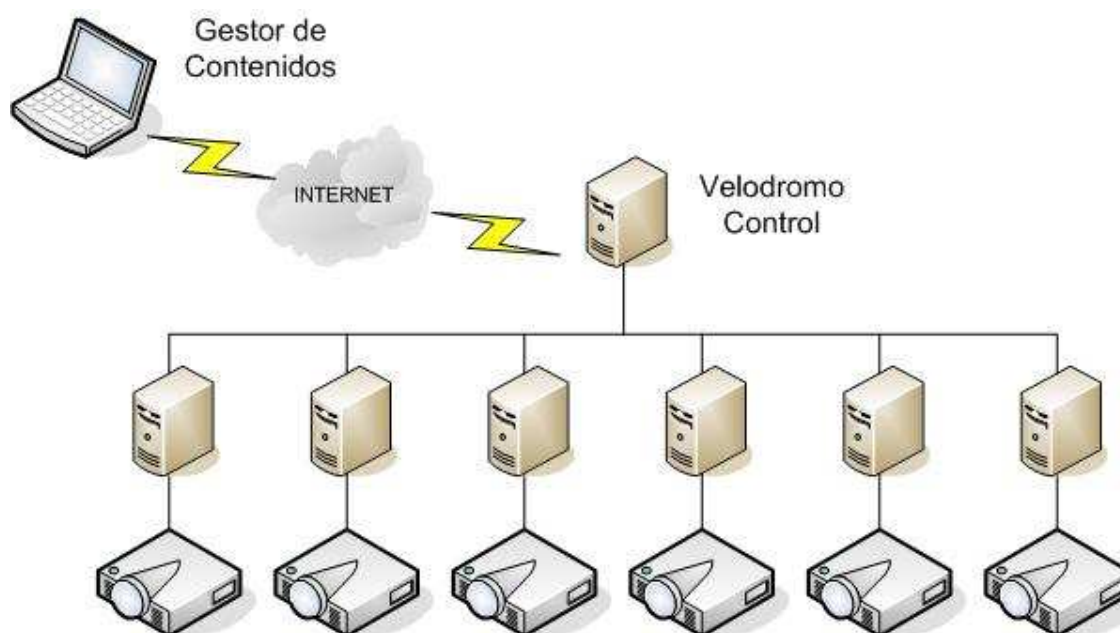 Gestor de
Contenidos
INTERNET
Velodromo
Control